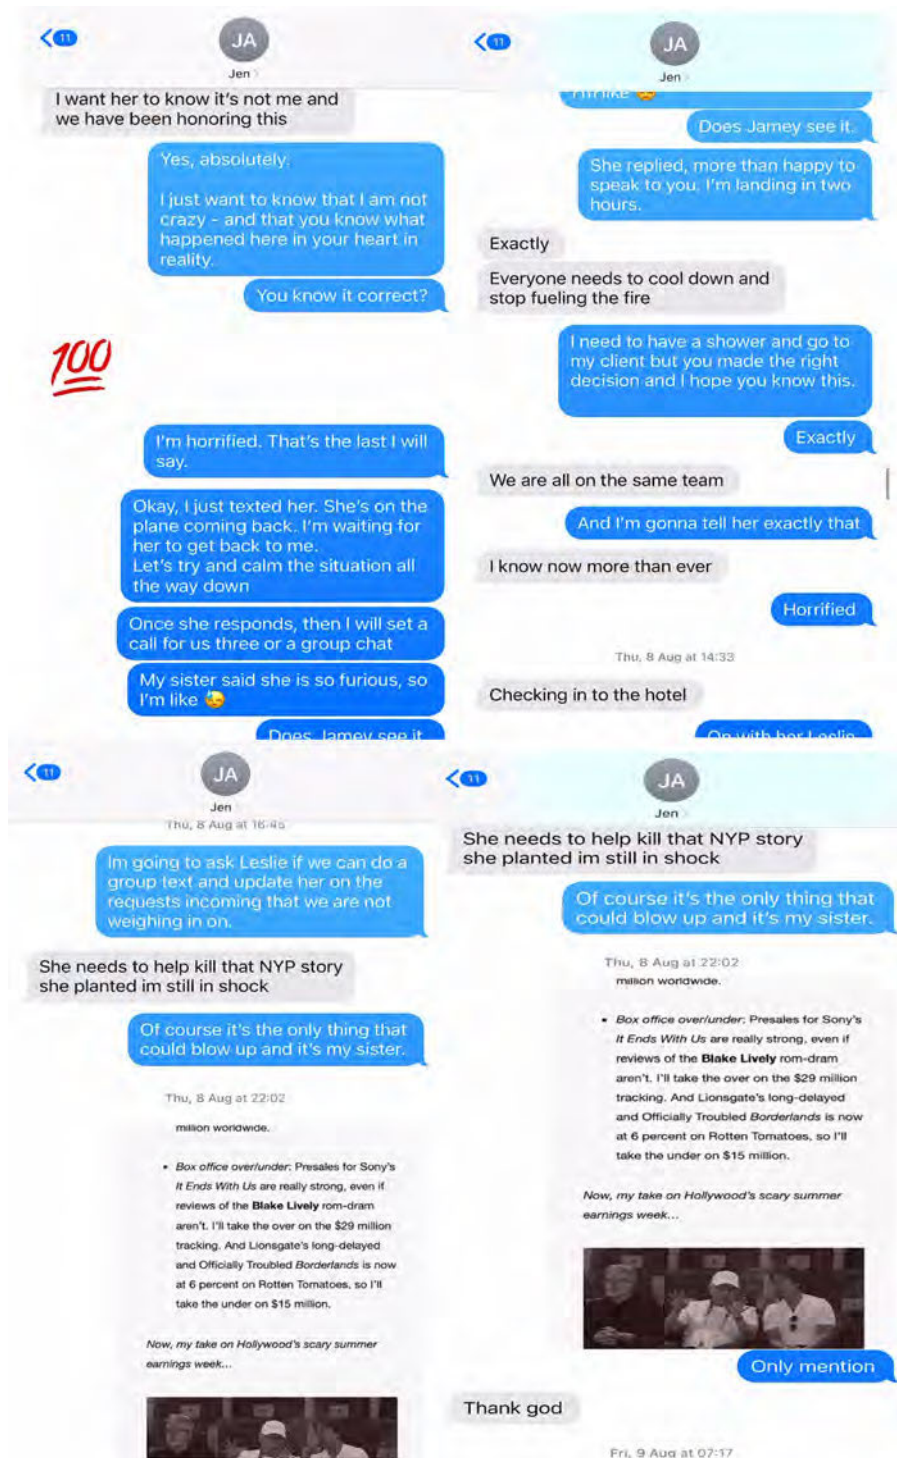 11
JA
Jen
I want her to know it's not me and
we have been honoring this
Yes, absolutely.
I just want to know that I am not
crazy - and that you know what
happened here in your heart in
reality.
You know it correct?
100
I'm horrified. That's the last I will
say.
Okay, I just texted her. She's on the
plane coming back. I'm waiting for
her to get back to me.
Let's try and calm the situation all
the way down
Once she responds, then I will set a
call for us three or a group chat
My sister said she is so furious, so
I'm like 😓
Does Jamey see it
11
JA
Jen
I'm like 😓
Does Jamey see it.
She replied, more than happy to
speak to you. I'm landing in two
hours.
Exactly
Everyone needs to cool down and
stop fueling the fire
I need to have a shower and go to
my client but you made the right
decision and I hope you know this.
Exactly
We are all on the same team
And I'm gonna tell her exactly that
I know now more than ever
Horrified
Thu, 8 Aug at 14:33
Checking in to the hotel
On with her Leslie
11
JA
Jen
Thu, 8 Aug at 16:45
Im going to ask Leslie if we can do a
group text and update her on the
requests incoming that we are not
weighing in on.
She needs to help kill that NYP story
she planted im still in shock
Of course it's the only thing that
could blow up and it's my sister.
Thu, 8 Aug at 22:02
million worldwide.
• Box office over/under: Presales for Sony's
It Ends With Us are really strong, even if
reviews of the Blake Lively rom-dram
aren't. I'll take the over on the $29 million
tracking. And Lionsgate's long-delayed
and Officially Troubled Borderlands is now
at 6 percent on Rotten Tomatoes, so I'll
take the under on $15 million.
Now, my take on Hollywood's scary summer
earnings week...
11
JA
Jen
She needs to help kill that NYP story
she planted im still in shock
Of course it's the only thing that
could blow up and it's my sister.
Thu, 8 Aug at 22:02
million worldwide.
• Box office over/under: Presales for Sony's
It Ends With Us are really strong, even if
reviews of the Blake Lively rom-dram
aren't. I'll take the over on the $29 million
tracking. And Lionsgate's long-delayed
and Officially Troubled Borderlands is now
at 6 percent on Rotten Tomatoes, so I'll
take the under on $15 million.
Now, my take on Hollywood's scary summer
earnings week...
Only mention
Thank god
Fri, 9 Aug at 07:17